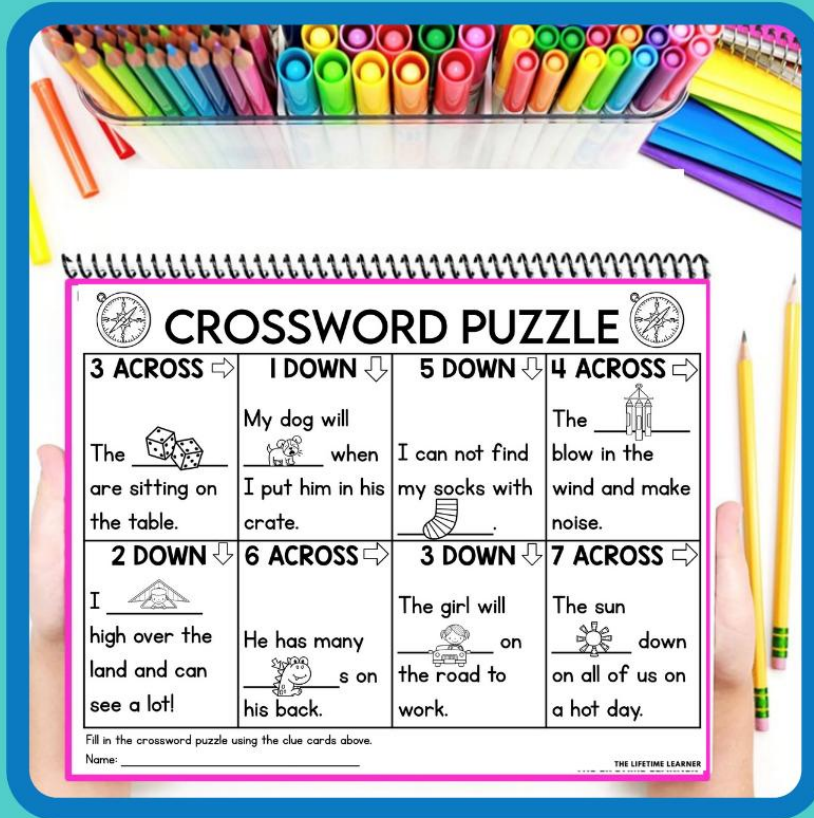 CROSSWORD PUZZLE
3 ACROSS
The
are sitting on
the table.
1 DOWN
My dog will
when
I put him in his
crate.
5 DOWN
I can not find
my socks with
.
4 ACROSS
The
blow in the
wind and make
noise.
2 DOWN
I
high over the
land and can
see a lot!
6 ACROSS
He has many
s on
his back.
3 DOWN
The girl will
on
the road to
work.
7 ACROSS
The sun
down
on all of us on
a hot day.
Fill in the crossword puzzle using the clue cards above.
Name:
THE LIFETIME LEARNER